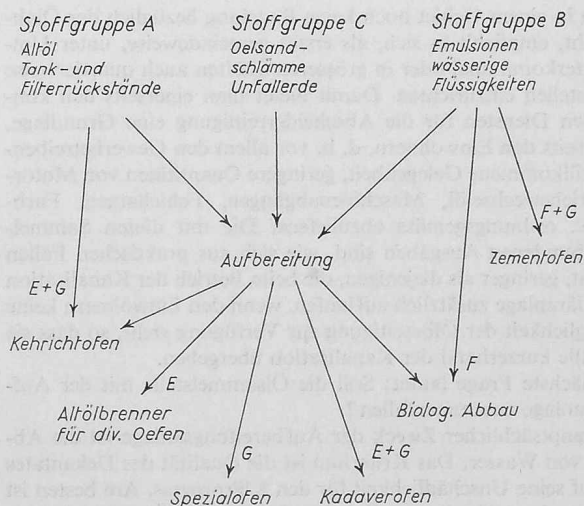 Stoffgruppe A
Altöl
Tank- und
Filterrückstände
Stoffgruppe C
Oelsand-
schlämme
Unfallerde
Stoffgruppe B
Emulsionen
wässerige
Flüssigkeiten
F+G
Aufbereitung
Zementofen
E+G
Kehrichtofen
E
F
Altölbrenner
für div. Oefen
Biolog. Abbau
G
E+G
Spezialofen
Kadaverofen